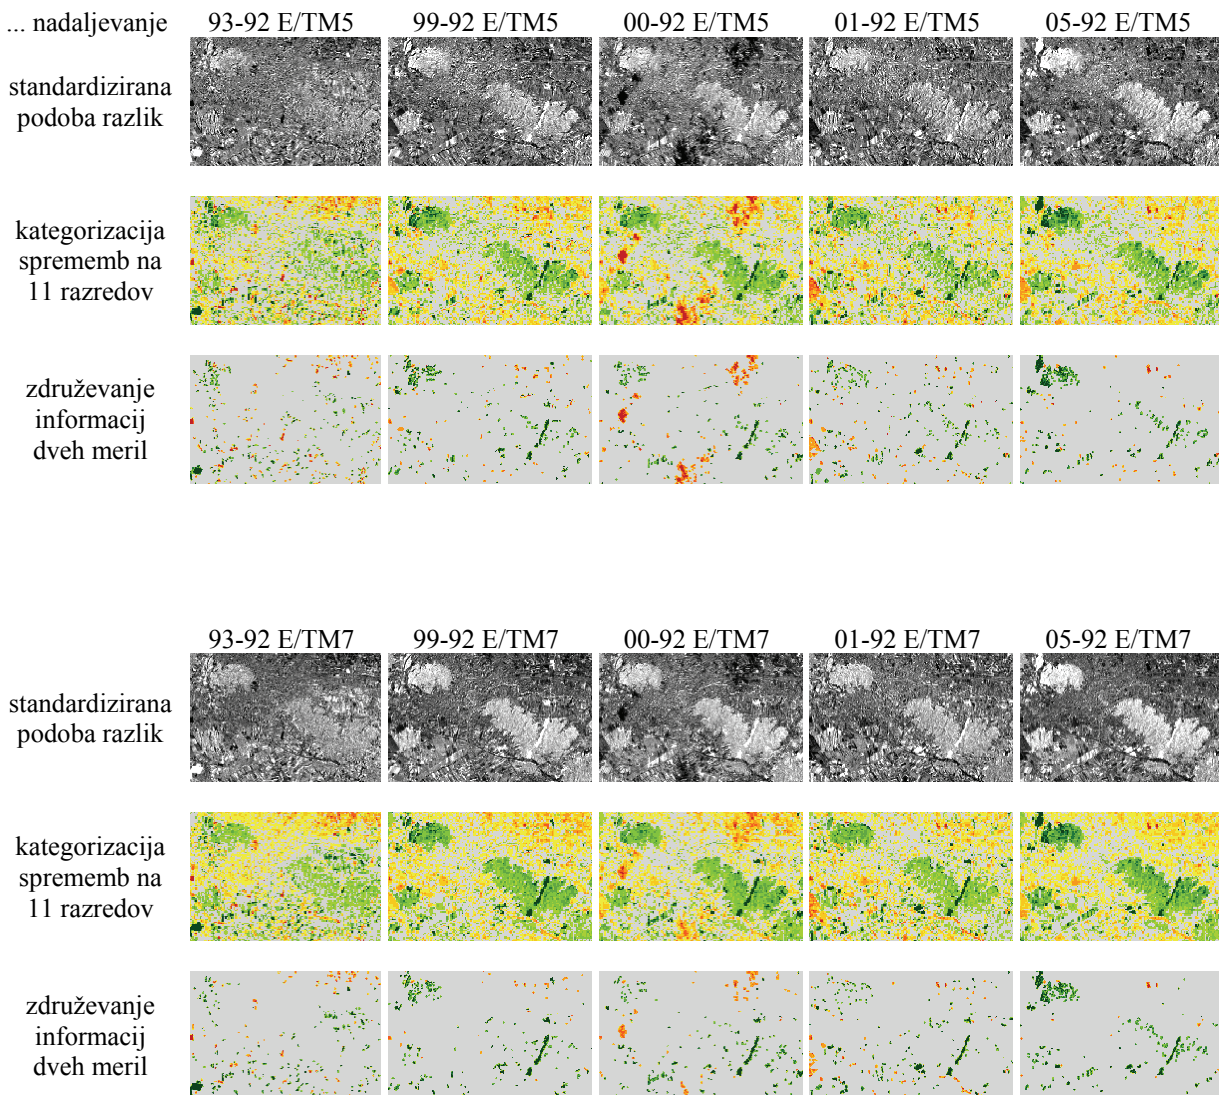 ... nadaljevanje 93-92 E/TM5 99-92 E/TM5 00-92 E/TM5 01-92 E/TM5 05-92 E/TM5
standardizirana
podoba razlik
kategorizacija
sprememb na
11 razredov
združevanje
informacij
dveh meril
93-92 E/TM7 99-92 E/TM7 00-92 E/TM7 01-92 E/TM7 05-92 E/TM7
standardizirana
podoba razlik
kategorizacija
sprememb na
11 razredov
združevanje
informacij
dveh meril